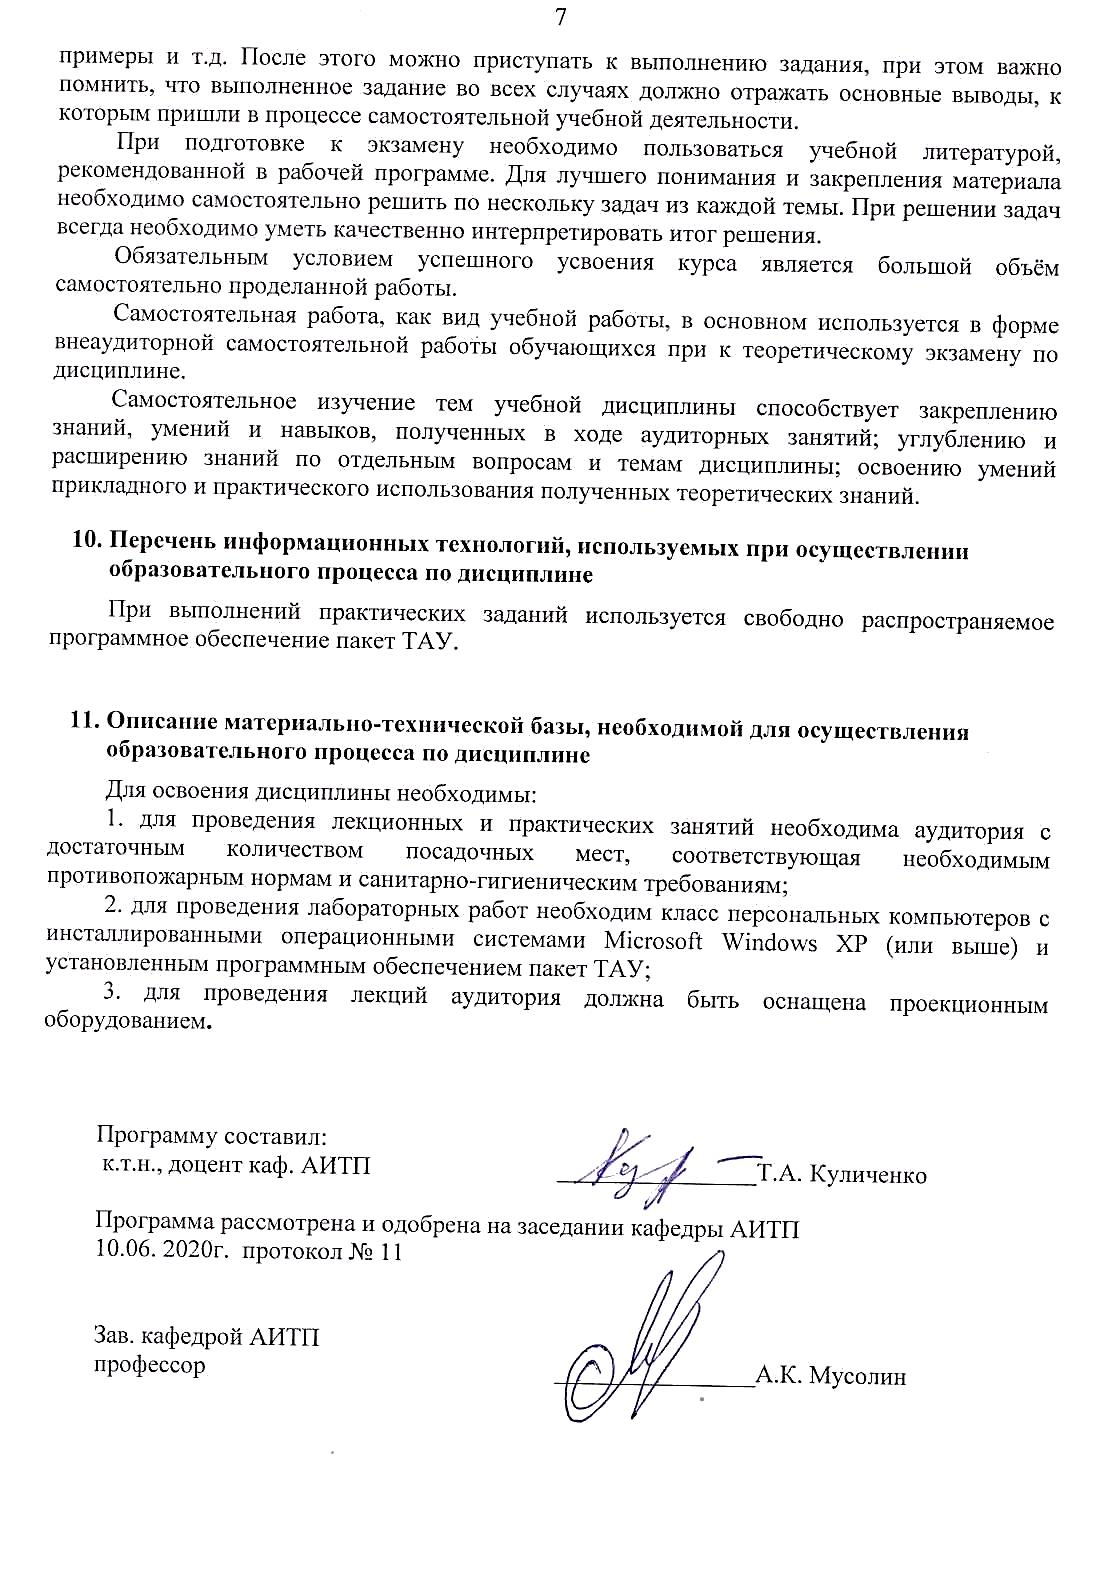 7
примеры и т.д. После этого можно приступать к выполнению задания, при этом важно
помнить, что выполненное задание во всех случаях должно отражать основные выводы, к
которым пришли в процессе самостоятельной учебной деятельности.
При подготовке к экзамену необходимо пользоваться учебной литературой,
рекомендованной в рабочей программе. Для лучшего понимания и закрепления материала
необходимо самостоятельно решить по нескольку задач из каждой темы. При решении задач
всегда необходимо уметь качественно интерпретировать итог решения.
Обязательным условием успешного усвоения курса является большой объём
самостоятельно проделанной работы.
Самостоятельная работа, как вид учебной работы, в основном используется в форме
внеаудиторной самостоятельной работы обучающихся при к теоретическому экзамену по
дисциплине.
Самостоятельное изучение тем учебной дисциплины способствует закреплению
знаний, умений и навыков, полученных в ходе аудиторных занятий; углублению и
расширению знаний по отдельным вопросам и темам дисциплины; освоению умений
прикладного и практического использования полученных теоретических знаний.
10. Перечень информационных технологий, используемых при осуществлении
образовательного процесса по дисциплине
При выполнений практических заданий используется свободно распространяемое
программное обеспечение пакет ТАУ.
11. Описание материально-технической базы, необходимой для осуществления
образовательного процесса по дисциплине
Для освоения дисциплины необходимы:
1. для проведения лекционных и практических занятий необходима аудитория с
достаточным количеством посадочных мест, соответствующая необходимым
противопожарным нормам и санитарно-гигиеническим требованиям;
2. для проведения лабораторных работ необходим класс персональных компьютеров с
инсталлированными операционными системами Microsoft Windows XP (или выше) и
установленным программным обеспечением пакет ТАУ;
3. для проведения лекций аудитория должна быть оснащена проекционным
оборудованием.
Программу составил:
к.т.н., доцент каф. АИТП Т.А. Куличенко
Программа рассмотрена и одобрена на заседании кафедры АИТП
10.06. 2020г. протокол № 11
Зав. кафедрой АИТП
профессор А.К. Мусолин